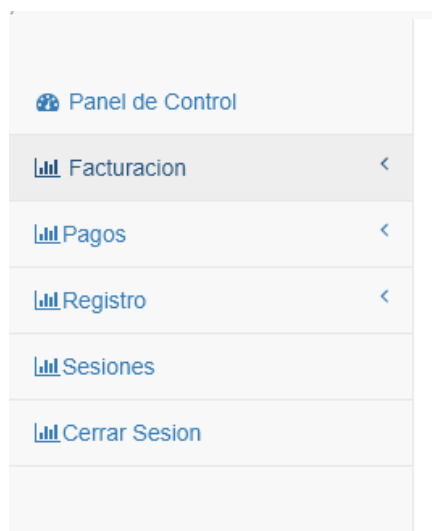 Panel de Control
Facturacion
Pagos
Registro
Sesiones
Cerrar Sesion